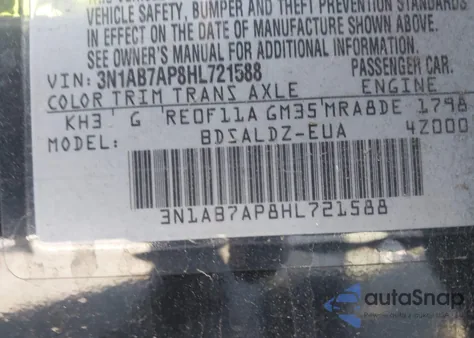 VEHICLE SAFETY, BUMPER AND THEFT PREVENTION STANDARDS
IN EFFECT ON THE DATE OF MANUFACTURE SHOWN ABOVE.
SEE OWNER'S MANUAL FOR ADDITIONAL INFORMATION.
VIN: 3N1AB7AP8HL721588 PASSENGER CAR.
COLOR TRIM TRANS AXLE ENGINE
KH3 G RE0F11A GM35 MRA8DE 1798
MODEL: BDSALDZ-EUA 4Z000
3N1AB7AP8HL721588
autoSnap